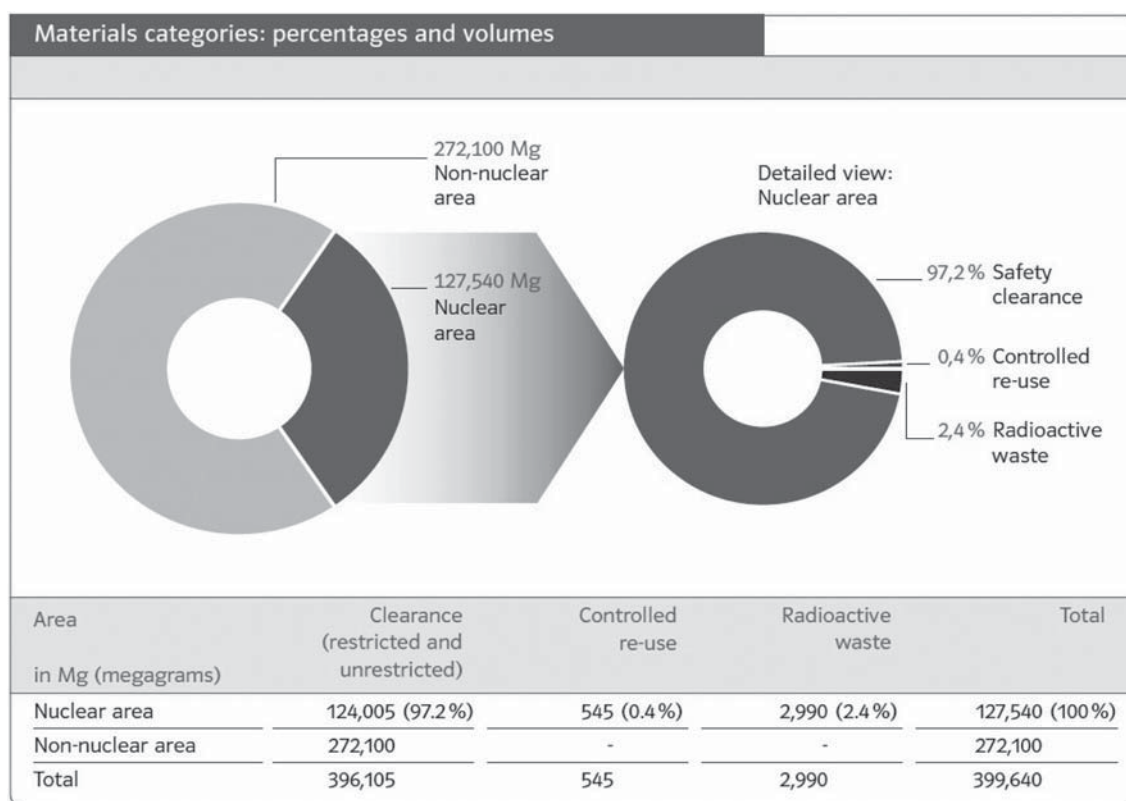 Materials categories: percentages and volumes
272,100 Mg
Non-nuclear
area
127,540 Mg
Nuclear
area
Detailed view:
Nuclear area
97,2 % Safety
clearance
0,4 % Controlled
re-use
2,4 % Radioactive
waste
Area
in Mg (megagrams)
Clearance
(restricted and
unrestricted)
Controlled
re-use
Radioactive
waste
Total
Nuclear area 124,005 (97.2 %) 545 (0.4 %) 2,990 (2.4 %) 127,540 (100 %)
Non-nuclear area 272,100 - - 272,100
Total 396,105 545 2,990 399,640